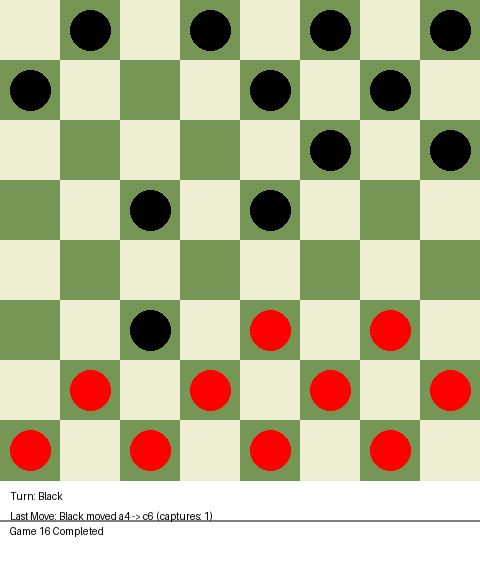 Turn: Black
Last Move: Black moved a4 -> c6 (captures: 1)
Game 16 Completed